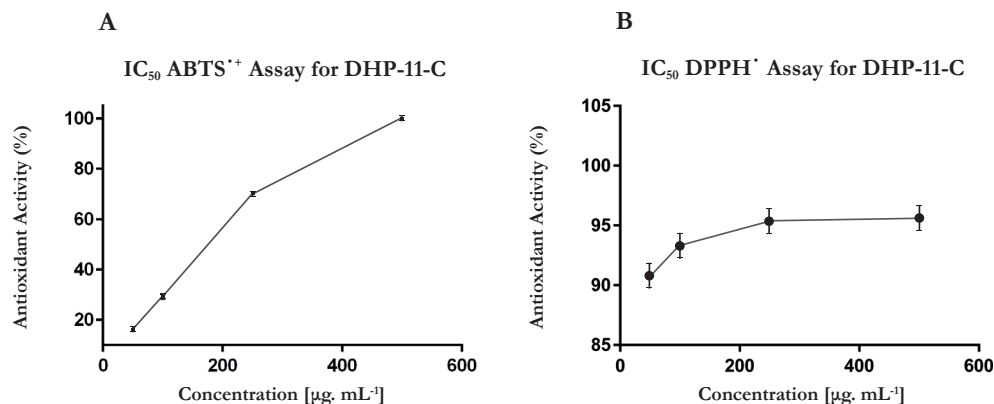 A
IC₅₀ ABTS˙⁺ Assay for DHP-11-C
Antioxidant Activity (%)
100
80
60
40
20
0
200
400
600
Concentration [µg. mL⁻¹]
B
IC₅₀ DPPH˙ Assay for DHP-11-C
Antioxidant Activity (%)
105
100
95
90
85
0
200
400
600
Concentration [µg. mL⁻¹]